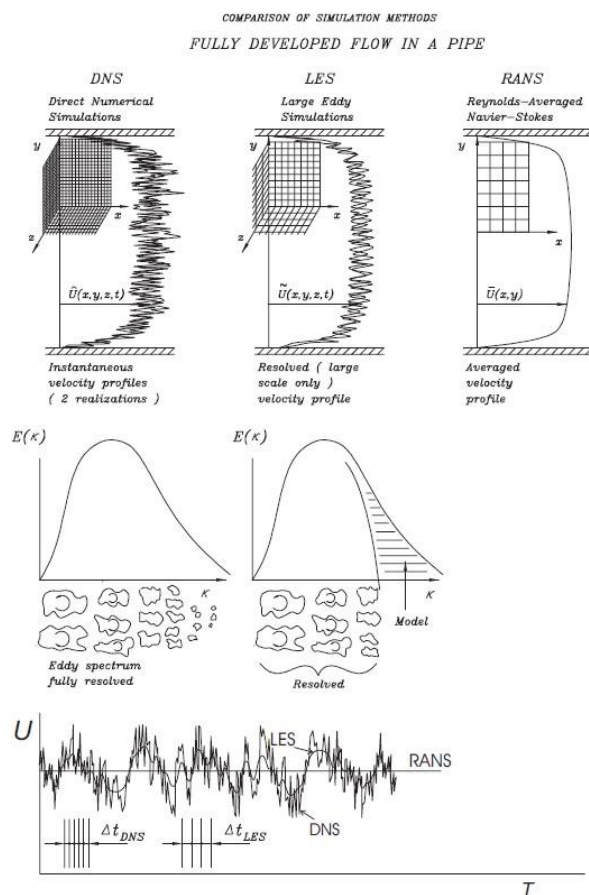 COMPARISON OF SIMULATION METHODS
FULLY DEVELOPED FLOW IN A PIPE
DNS
Direct Numerical
Simulations
y
x
z
Û(x,y,z,t)
Instantaneous
velocity profiles
( 2 realizations )
LES
Large Eddy
Simulations
y
x
z
Ũ(x,y,z,t)
Resolved ( large
scale only )
velocity profile
RANS
Reynolds-Averaged
Navier-Stokes
y
x
Ū(x,y)
Averaged
velocity
profile
E(κ)
κ
Eddy spectrum
fully resolved
E(κ)
κ
Model
Resolved
U
LES
RANS
DNS
Δt_DNS
Δt_LES
T